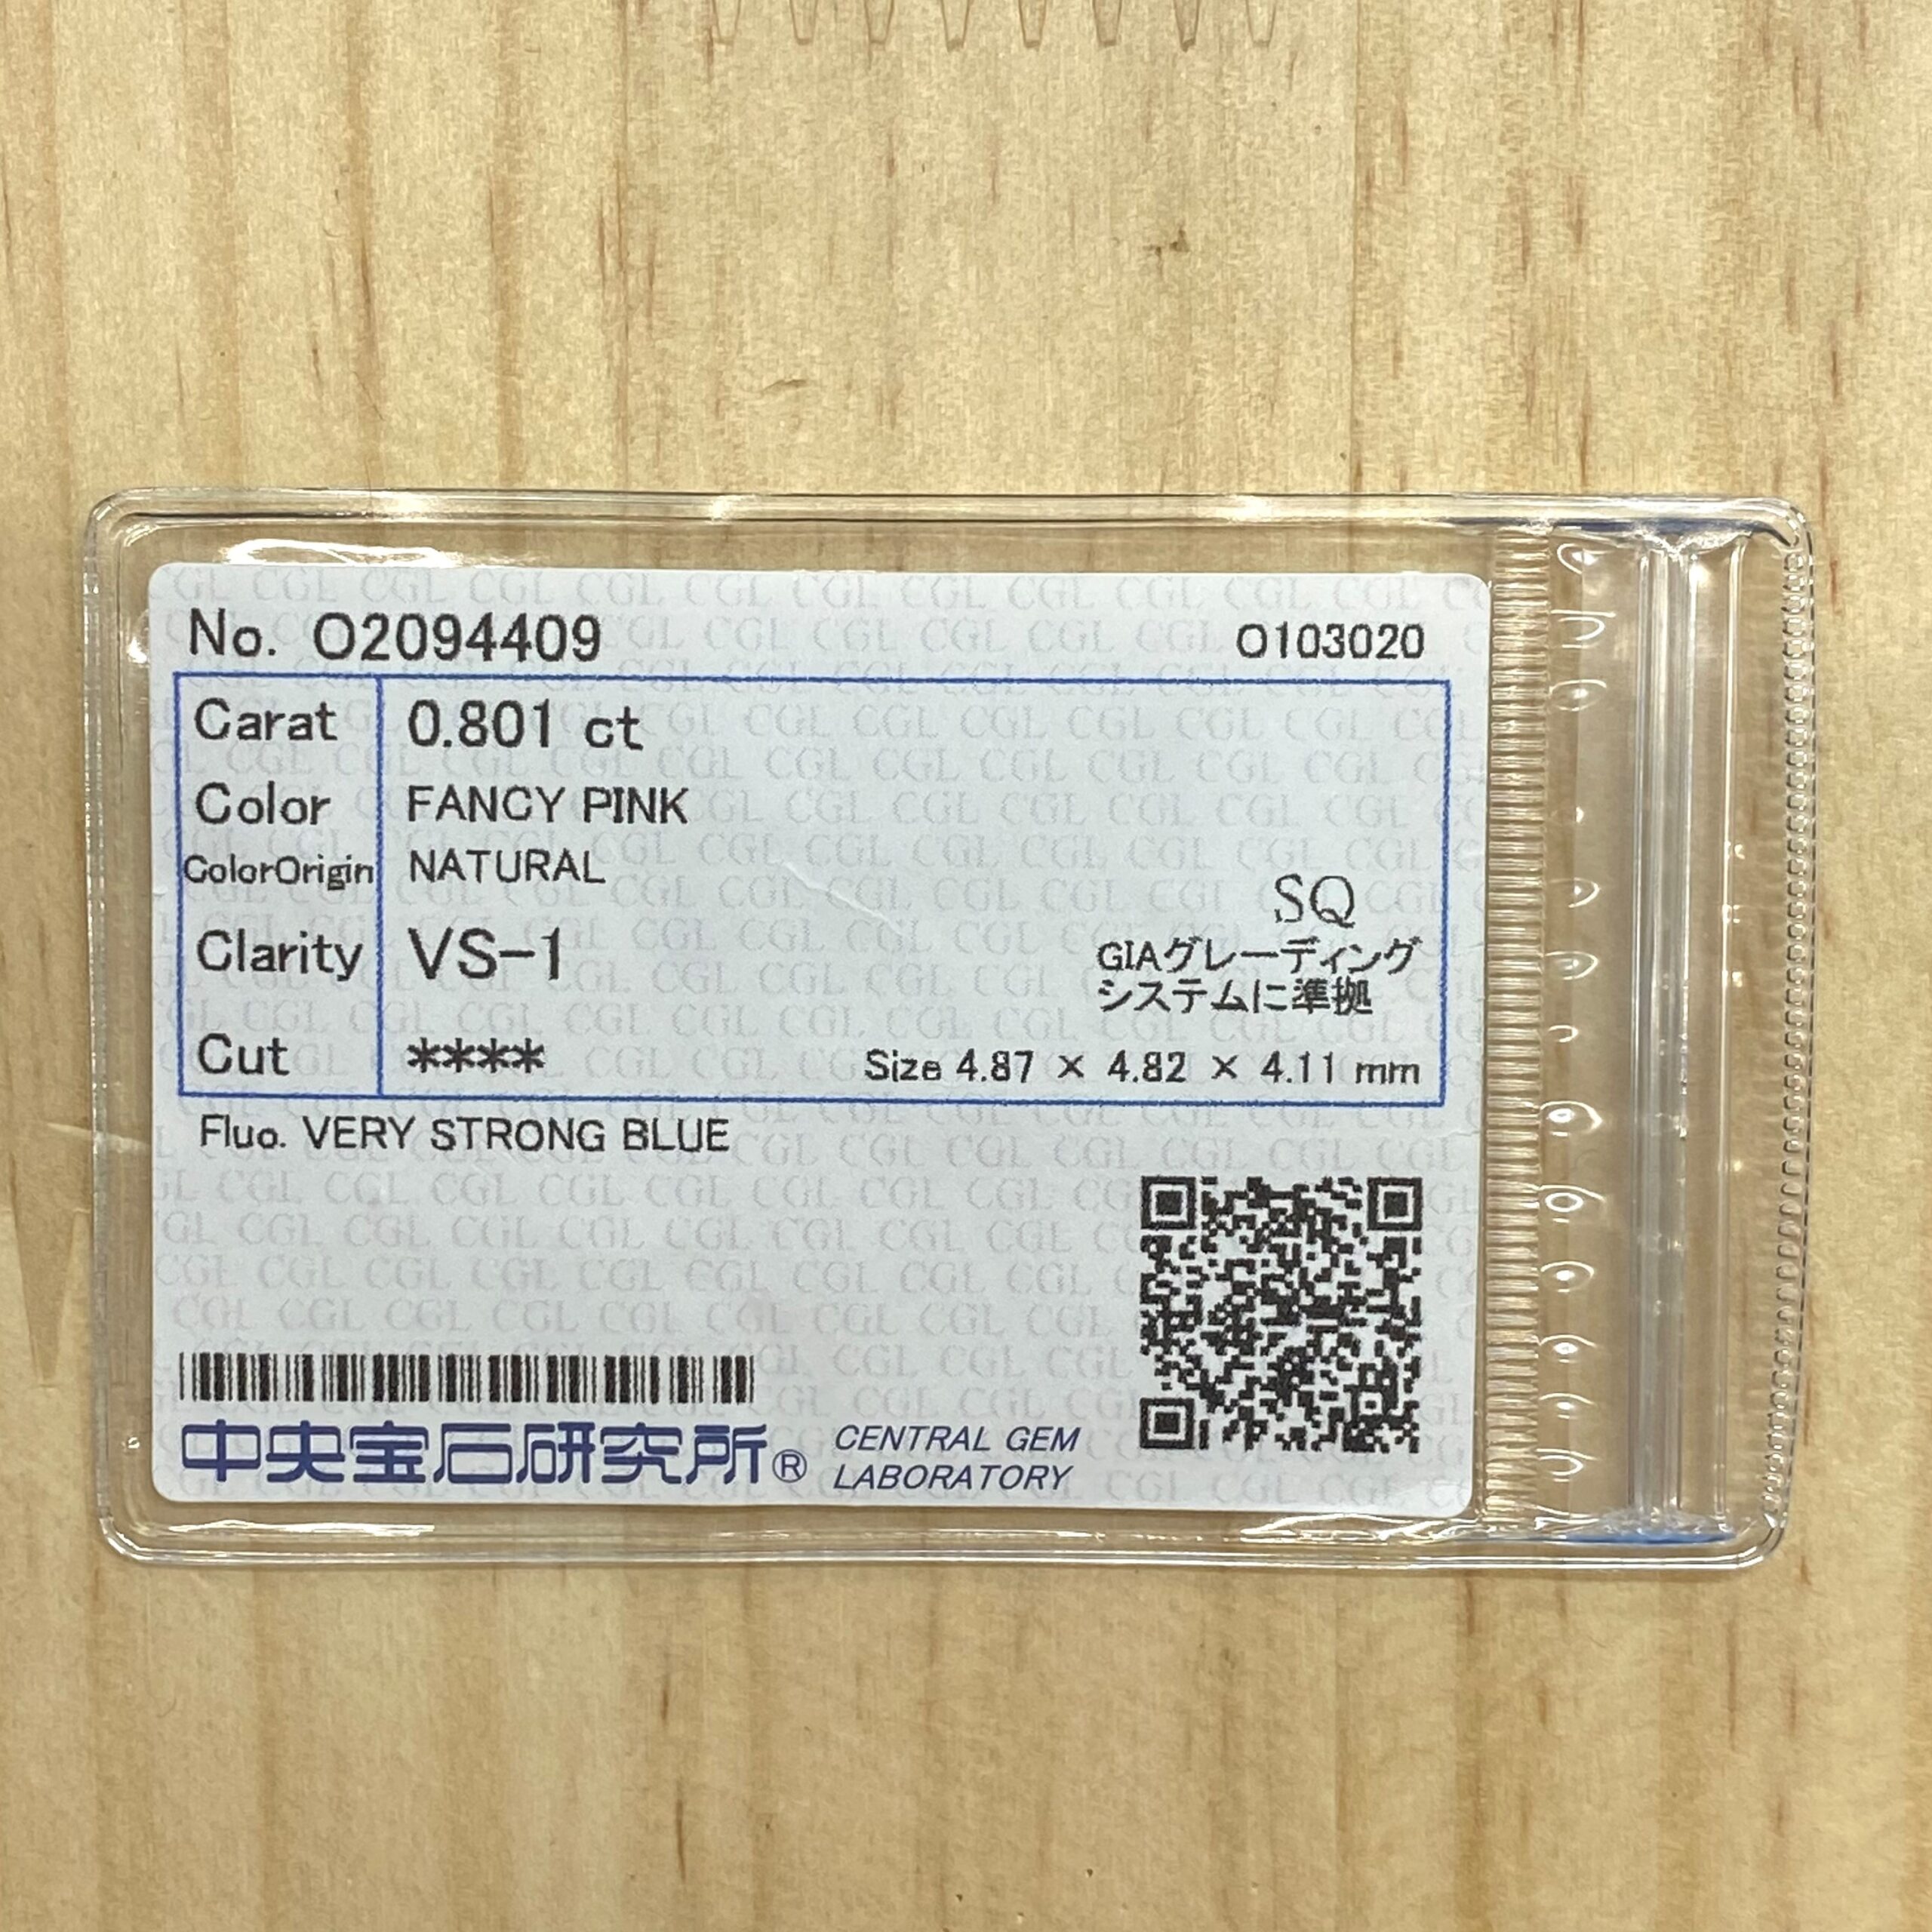 No. O2094409 O103020
Carat 0.801 ct
Color FANCY PINK
ColorOrigin NATURAL
SQ
Clarity VS-1 GIAグレーディング
システムに準拠
Cut **** Size 4.87 × 4.82 × 4.11 mm
Fluo. VERY STRONG BLUE
中央宝石研究所® CENTRAL GEM
LABORATORY